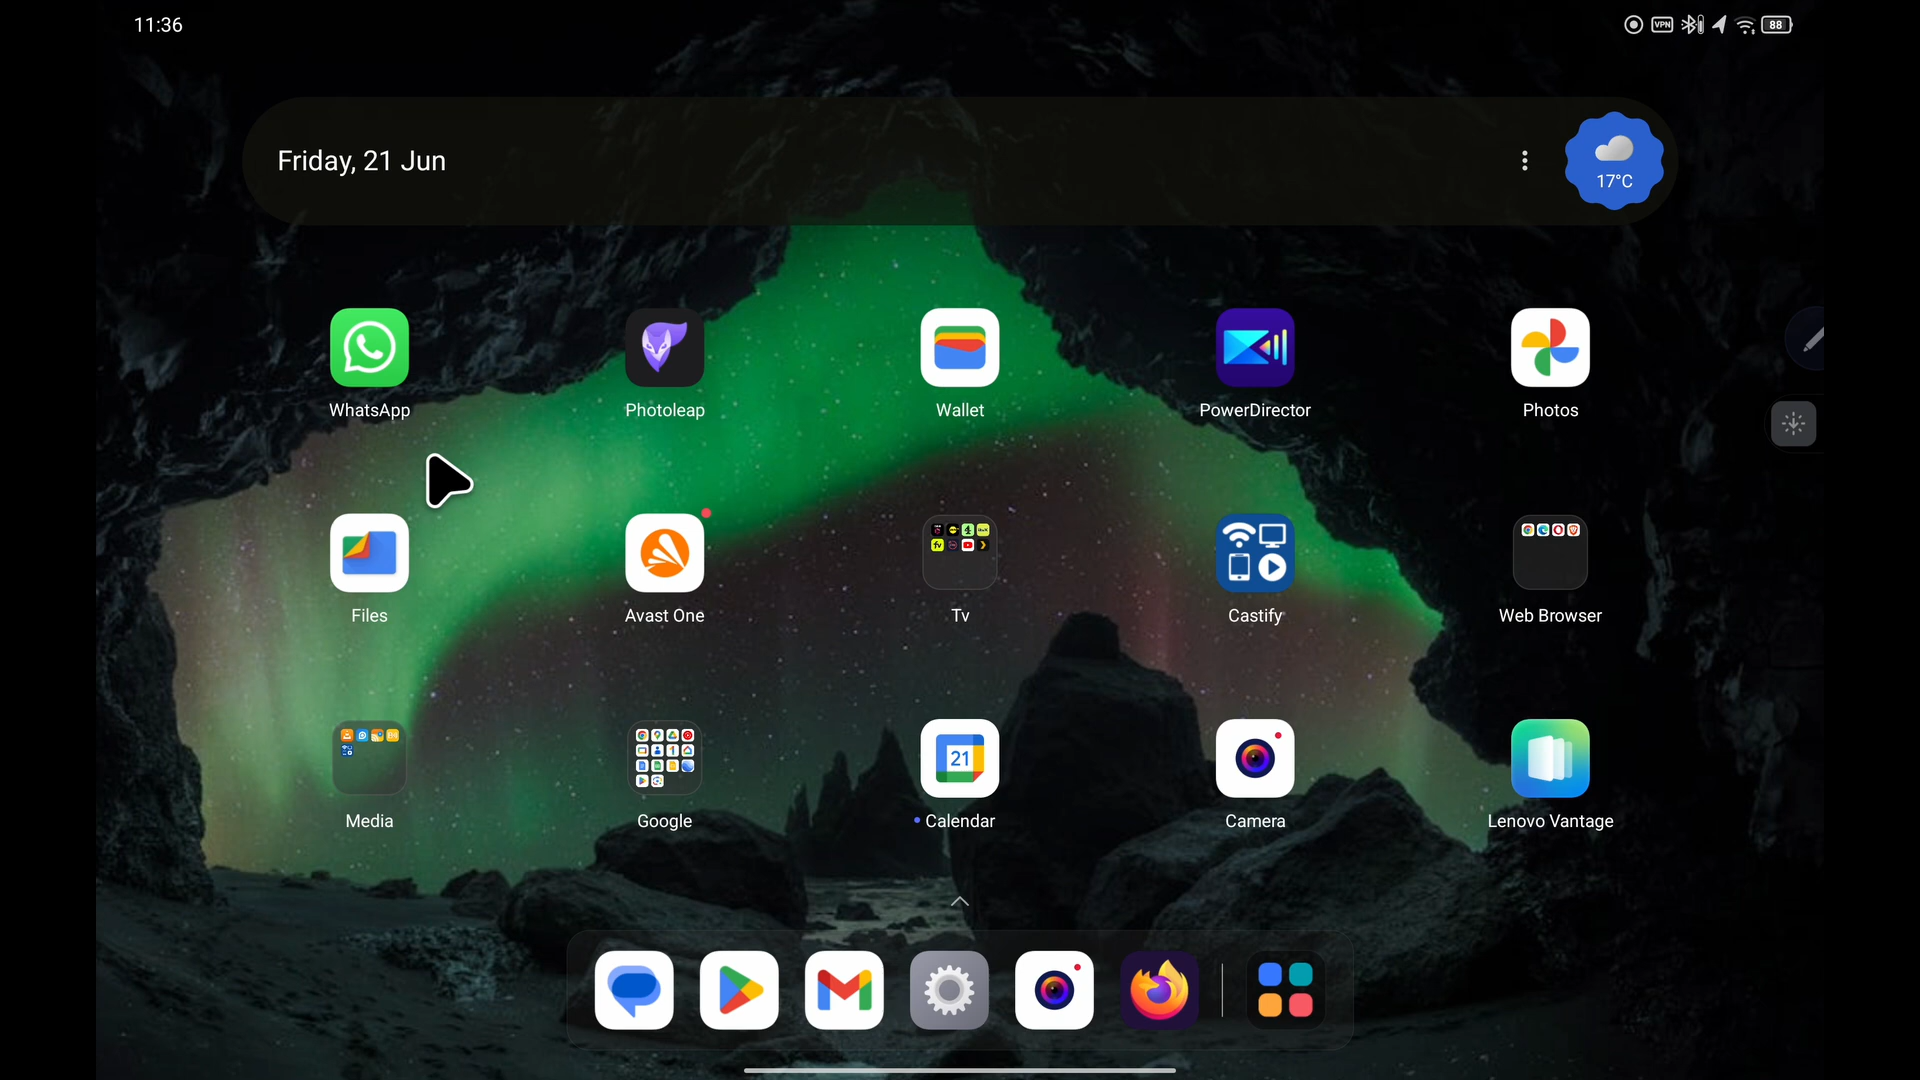 11:36
VPN
88
Friday, 21 Jun
17°C
WhatsApp
Photoleap
Wallet
PowerDirector
Photos
Files
Avast One
Tv
Castify
Web Browser
Media
Google
21
Calendar
Camera
Lenovo Vantage